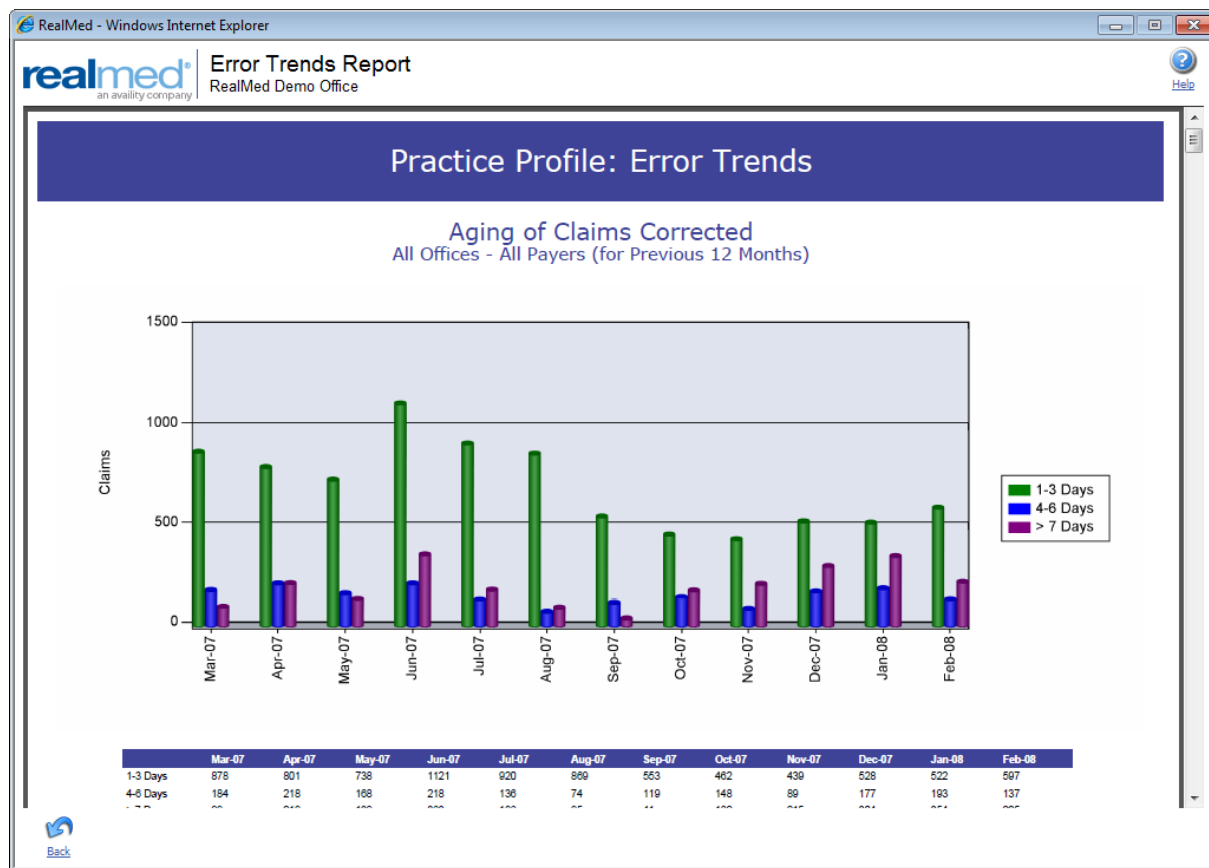 RealMed - Windows Internet Explorer
realmed®
an availity company
Error Trends Report
RealMed Demo Office
Help
Practice Profile: Error Trends
Aging of Claims Corrected
All Offices - All Payers (for Previous 12 Months)
1500
1000
500
0
Claims
1-3 Days
4-6 Days
> 7 Days
Mar-07 Apr-07 May-07 Jun-07 Jul-07 Aug-07 Sep-07 Oct-07 Nov-07 Dec-07 Jan-08 Feb-08
Mar-07 Apr-07 May-07 Jun-07 Jul-07 Aug-07 Sep-07 Oct-07 Nov-07 Dec-07 Jan-08 Feb-08
1-3 Days 878 801 738 1121 920 869 553 462 439 528 522 597
4-6 Days 184 218 168 218 136 74 119 148 89 177 193 137
Back